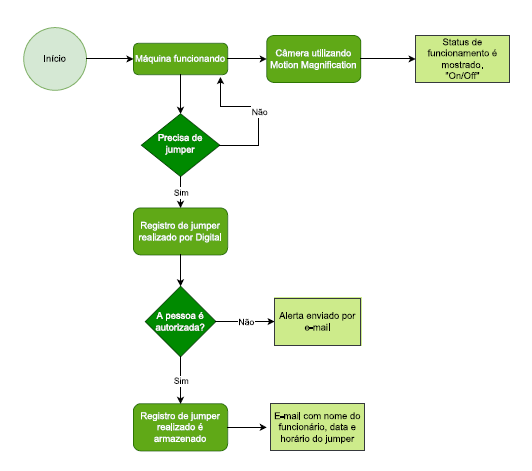 Início
Máquina funcionando
Câmera utilizando
Motion Magnification
Status de
funcionamento é
mostrado,
"On/Off"
Não
Precisa de
jumper
Sim
Registro de jumper
realizado por Digital
A pessoa é
autorizada?
Não
Alerta enviado por
e-mail
Sim
Registro de jumper
realizado é
armazenado
E-mail com nome do
funcionário, data e
horário do jumper